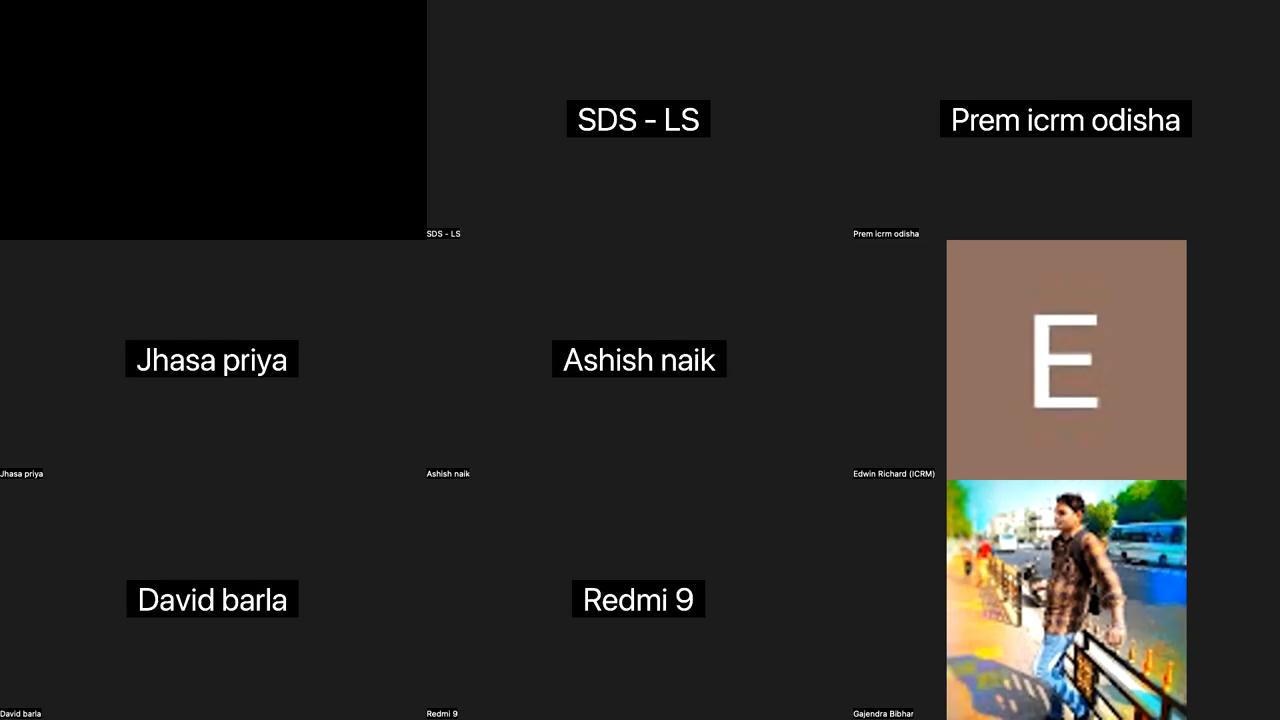 SDS - LS
Prem icrm odisha
SDS - LS
Prem icrm odisha
Jhasa priya
Ashish naik
E
Jhasa priya
Ashish naik
Edwin Richard (ICRM)
David barla
Redmi 9
David barla
Redmi 9
Gajendra Bibhar